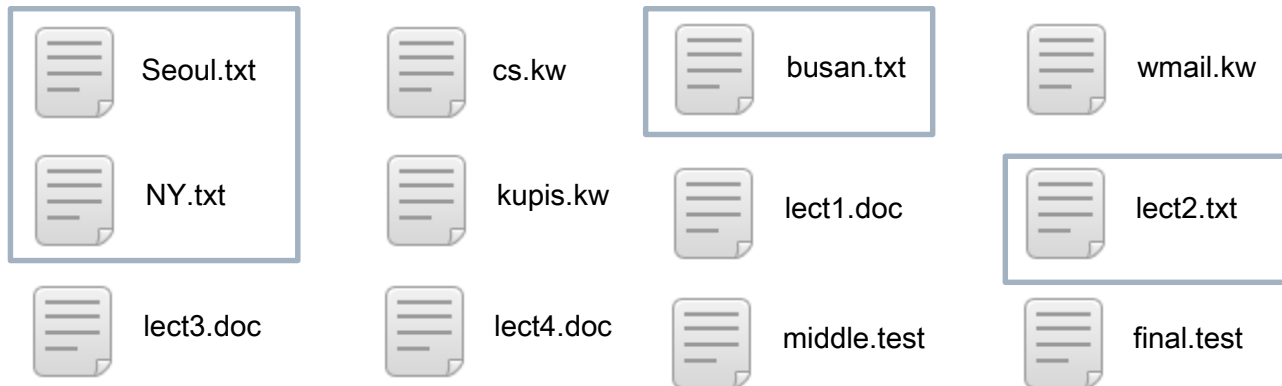 Seoul.txt
cs.kw
busan.txt
wmail.kw
NY.txt
kupis.kw
lect1.doc
lect2.txt
lect3.doc
lect4.doc
middle.test
final.test